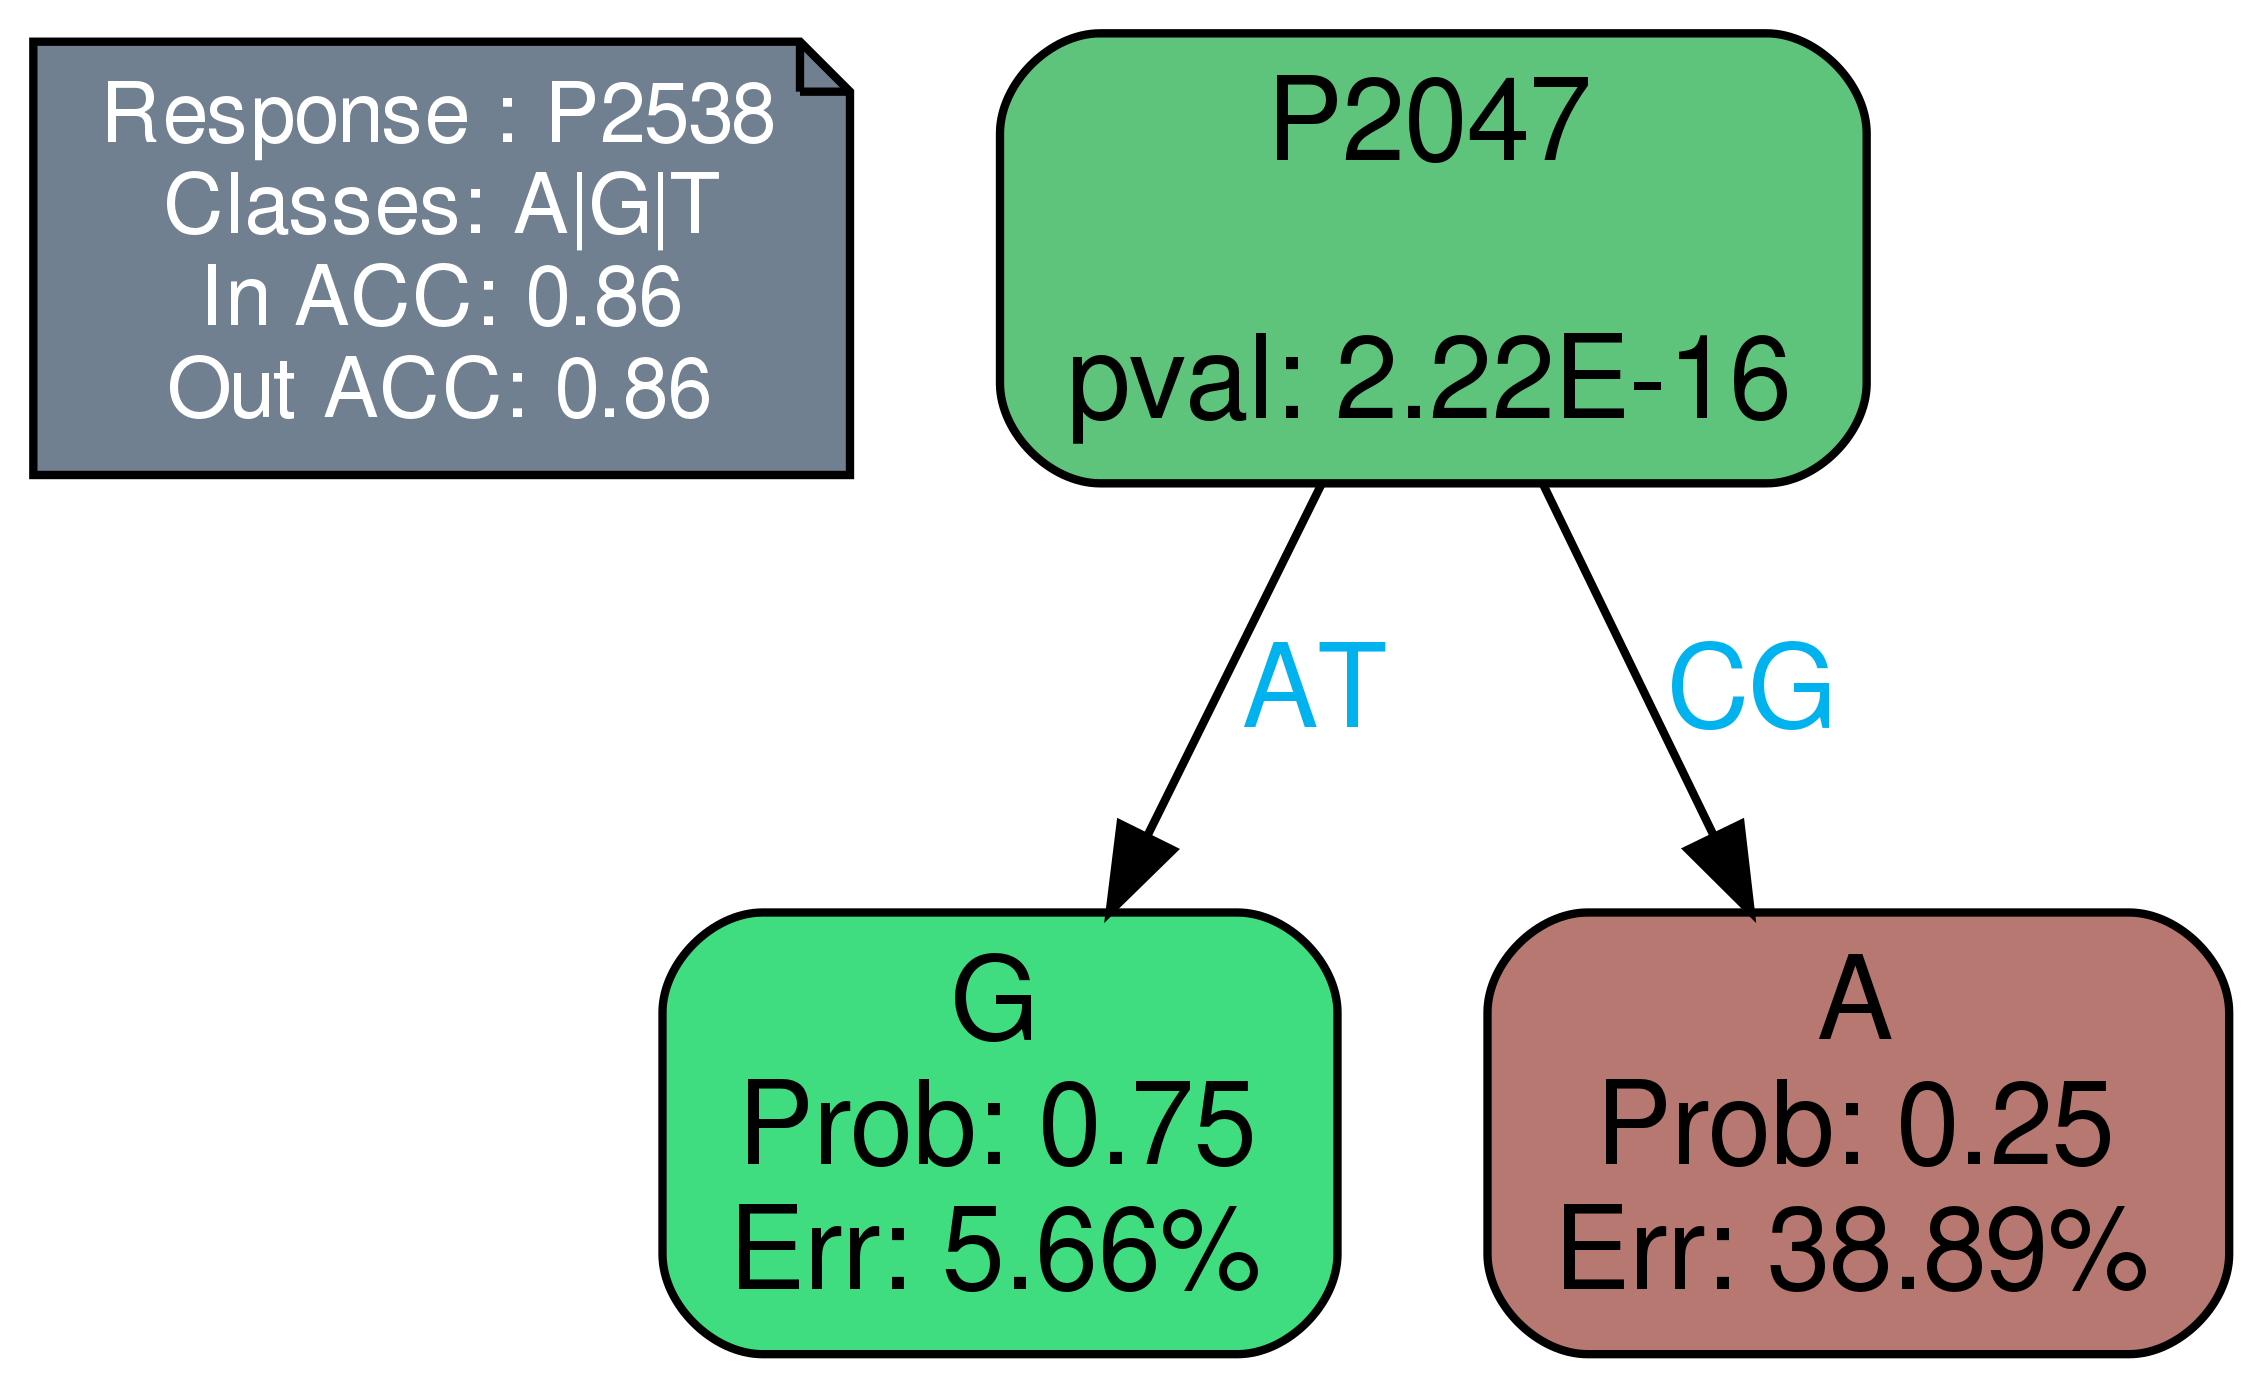 Response : P2538
Classes: A|G|T
In ACC: 0.86
Out ACC: 0.86
P2047
pval: 2.22E-16
AT
CG
G
Prob: 0.75
Err: 5.66%
A
Prob: 0.25
Err: 38.89%